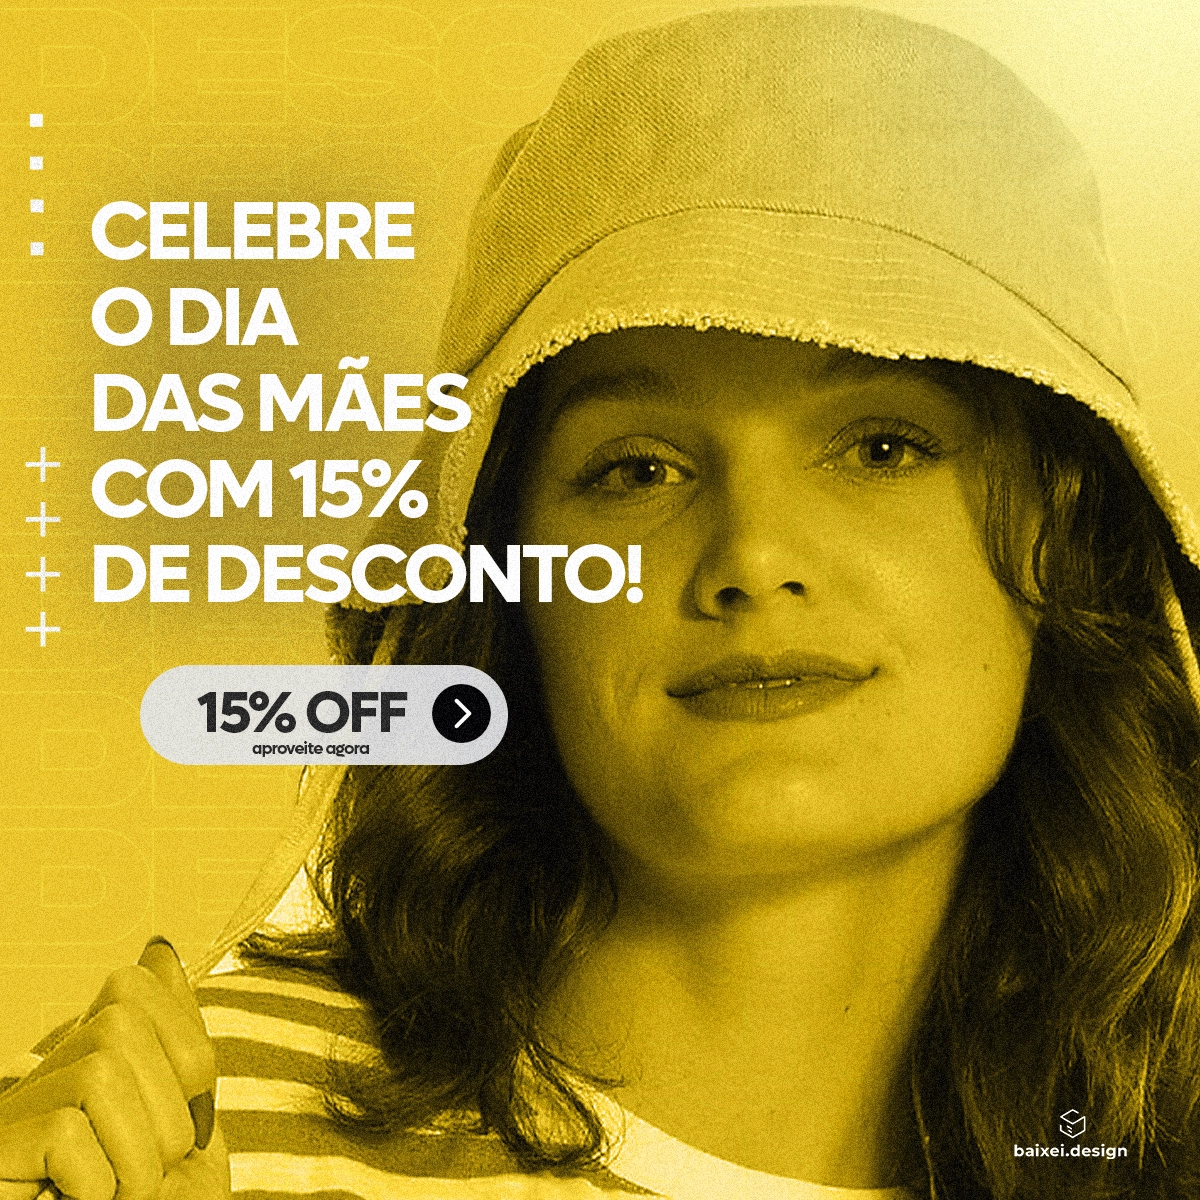 CELEBRE
O DIA
DAS MÃES
COM 15%
DE DESCONTO!
15% OFF
aproveite agora
baixei.design